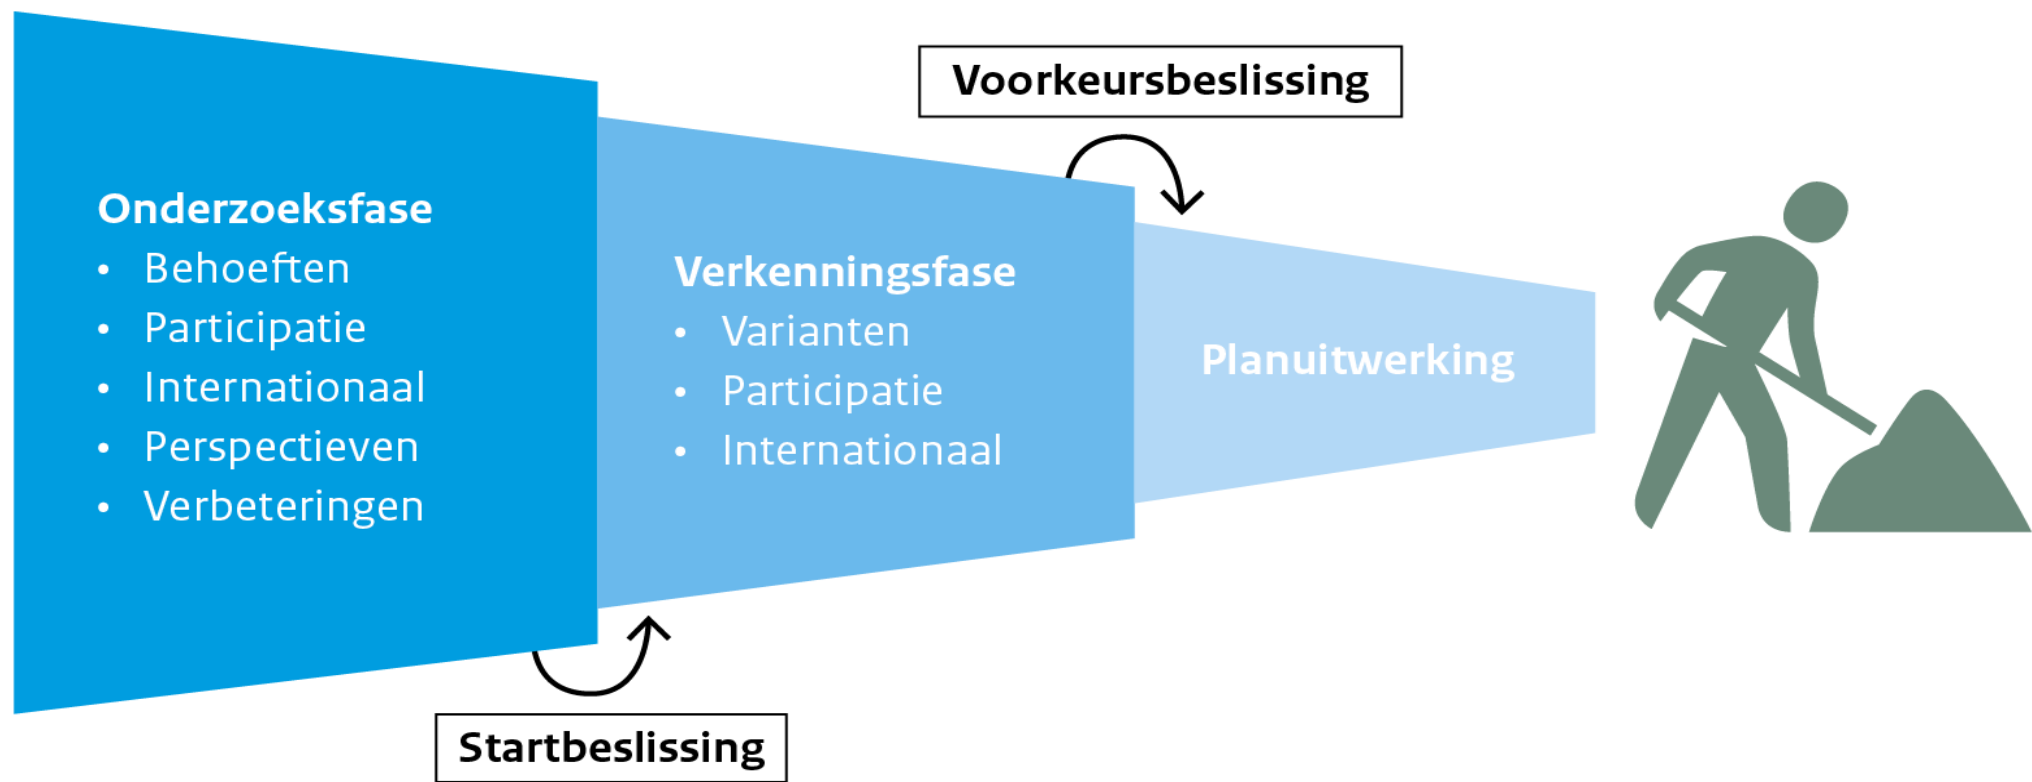 Onderzoeksfase
• Behoeften
• Participatie
• Internationaal
• Perspectieven
• Verbeteringen
Startbeslissing
Verkenningsfase
• Varianten
• Participatie
• Internationaal
Voorkeursbeslissing
Planuitwerking